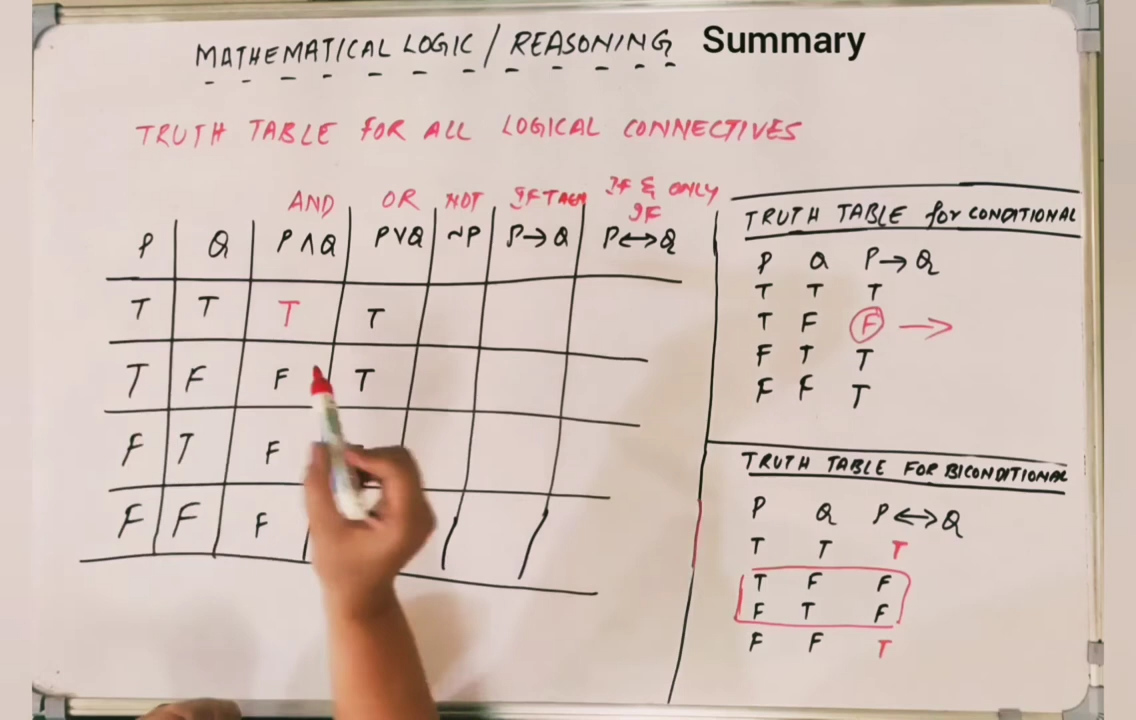 MATHEMATICAL LOGIC / REASONING Summary
TRUTH TABLE FOR ALL LOGICAL CONNECTIVES
AND OR NOT IF THEN IF & ONLY IF
P Q P ∧ Q P∨Q ~P P→Q P↔Q
T T T T
T F F T
F T F
F F F
TRUTH TABLE for CONDITIONAL
P Q P→Q
T T T
T F F →
F T T
F F T
TRUTH TABLE FOR BICONDITIONAL
P Q P↔Q
T T T
T F F
F T F
F F T